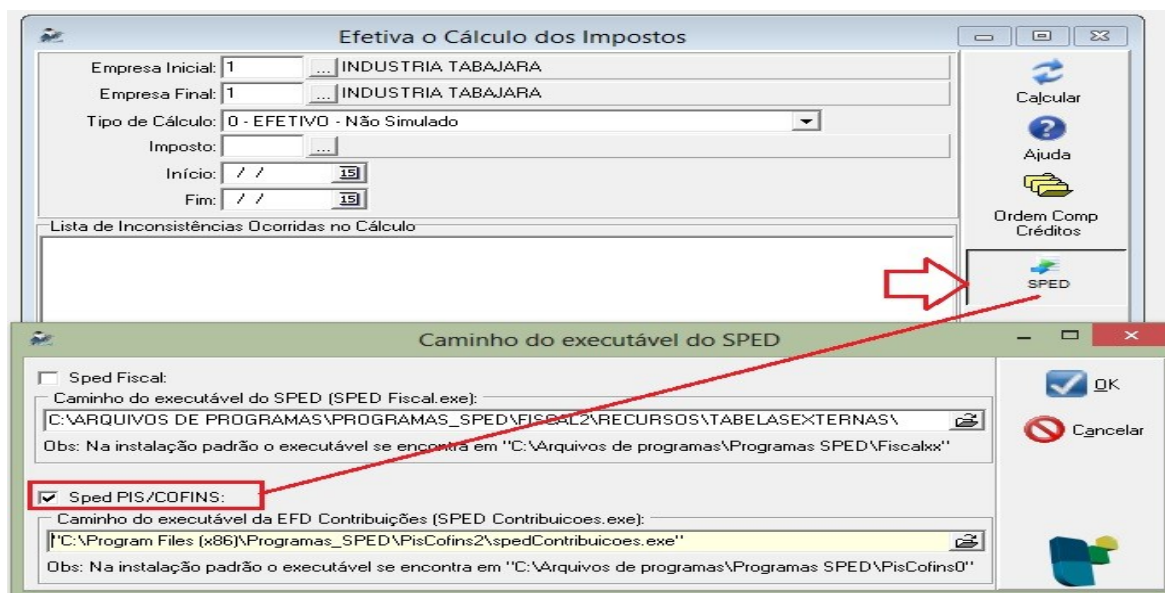 Efetiva o Cálculo dos Impostos
Empresa Inicial: 1 ... INDUSTRIA TABAJARA
Empresa Final: 1 ... INDUSTRIA TABAJARA
Tipo de Cálculo: 0 - EFETIVO - Não Simulado
Imposto: ...
Início: / / 15
Fim: / / 15
Lista de Inconsistências Ocorridas no Cálculo
Calcular
Ajuda
Ordem Comp
Créditos
SPED
Caminho do executável do SPED
Sped Fiscal:
Caminho do executável do SPED (SPED Fiscal.exe):
C:\ARQUIVOS DE PROGRAMAS\PROGRAMAS_SPED\FISCAL2\RECURSOS\TABELASEXTERNAS\
Obs: Na instalação padrão o executável se encontra em "C:\Arquivos de programas\Programas SPED\Fiscalxx"
Sped PIS/COFINS:
Caminho do executável da EFD Contribuições (SPED Contribuicoes.exe):
"C:\Program Files (x86)\Programas_SPED\PisCofins2\spedContribuicoes.exe"
Obs: Na instalação padrão o executável se encontra em "C:\Arquivos de programas\Programas SPED\PisCofins0"
OK
Cancelar